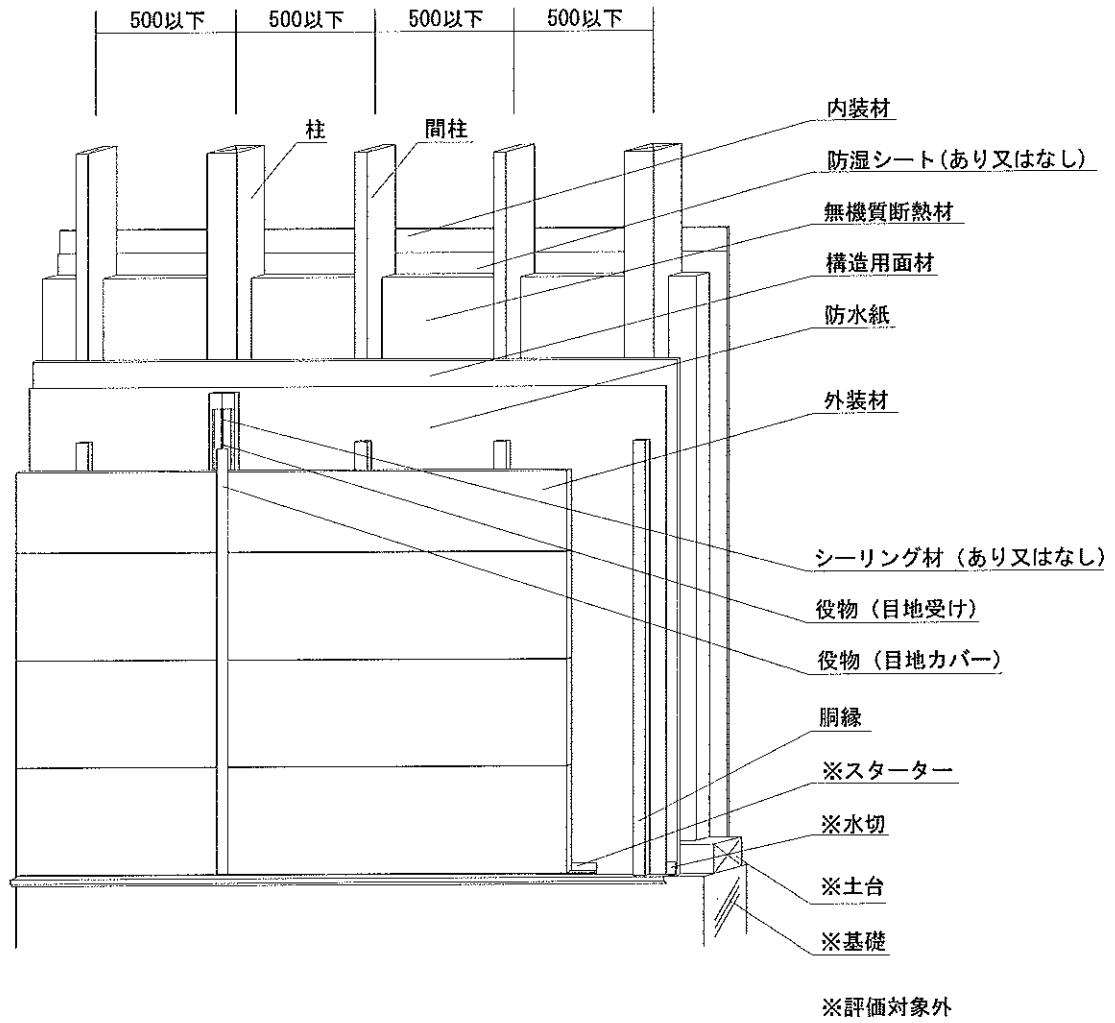 500以下 500以下 500以下 500以下
柱
間柱
内装材
防湿シート(あり又はなし)
無機質断熱材
構造用面材
防水紙
外装材
シーリング材 (あり又はなし)
役物 (目地受け)
役物 (目地カバー)
胴縁
※スターター
※水切
※土台
※基礎
※評価対象外